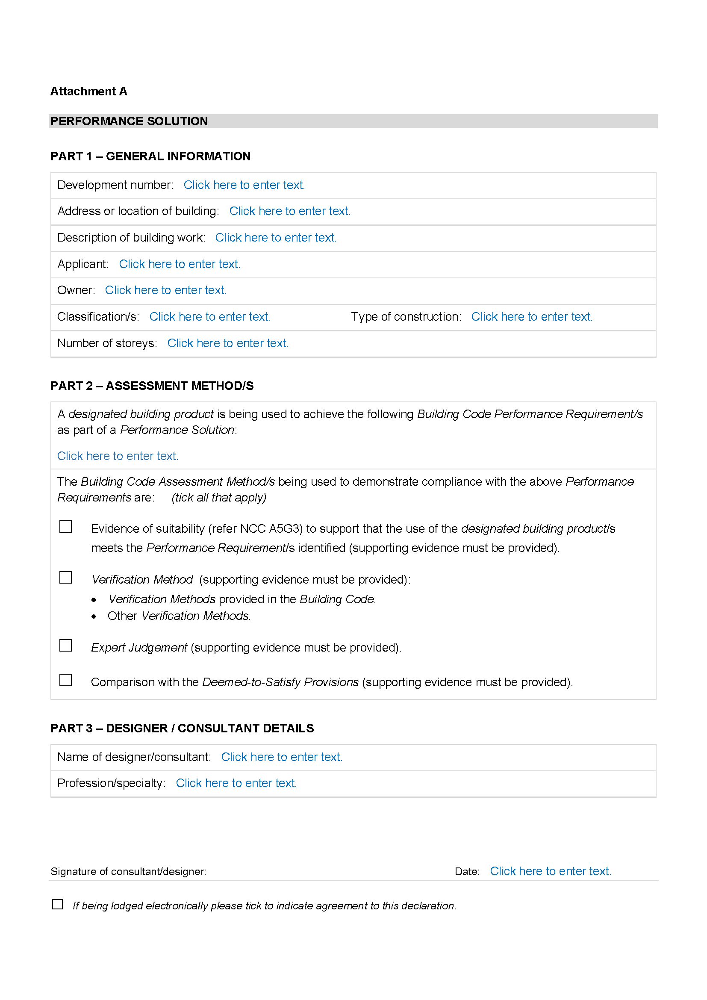 Attachment A
PERFORMANCE SOLUTION
PART 1 – GENERAL INFORMATION
Development number: Click here to enter text.
Address or location of building: Click here to enter text.
Description of building work: Click here to enter text.
Applicant: Click here to enter text.
Owner: Click here to enter text.
Classification/s: Click here to enter text. Type of construction: Click here to enter text.
Number of storeys: Click here to enter text.
PART 2 – ASSESSMENT METHOD/S
A designated building product is being used to achieve the following Building Code Performance Requirement/s
as part of a Performance Solution:
Click here to enter text.
The Building Code Assessment Method/s being used to demonstrate compliance with the above Performance
Requirements are: (tick all that apply)
☐ Evidence of suitability (refer NCC A5G3) to support that the use of the designated building product/s
meets the Performance Requirement/s identified (supporting evidence must be provided).
☐ Verification Method (supporting evidence must be provided):
• Verification Methods provided in the Building Code.
• Other Verification Methods.
☐ Expert Judgement (supporting evidence must be provided).
☐ Comparison with the Deemed-to-Satisfy Provisions (supporting evidence must be provided).
PART 3 – DESIGNER / CONSULTANT DETAILS
Name of designer/consultant: Click here to enter text.
Profession/specialty: Click here to enter text.
Signature of consultant/designer: Date: Click here to enter text.
☐ If being lodged electronically please tick to indicate agreement to this declaration.